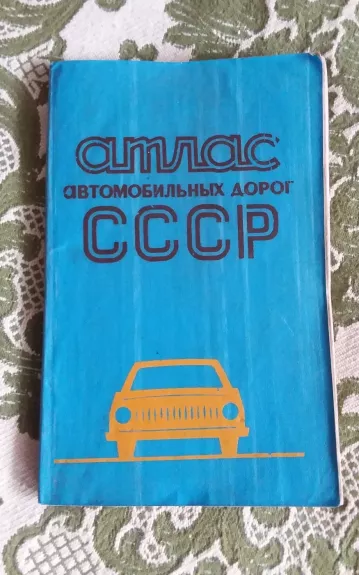 атлас
автомобильных дорог
СССР